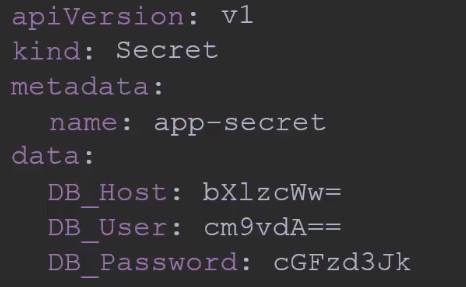 apiVersion: v1
kind: Secret
metadata:
name: app-secret
data:
DB_Host: bXlzcWw=
DB_User: cm9vdA==
DB_Password: cGFzd3Jk